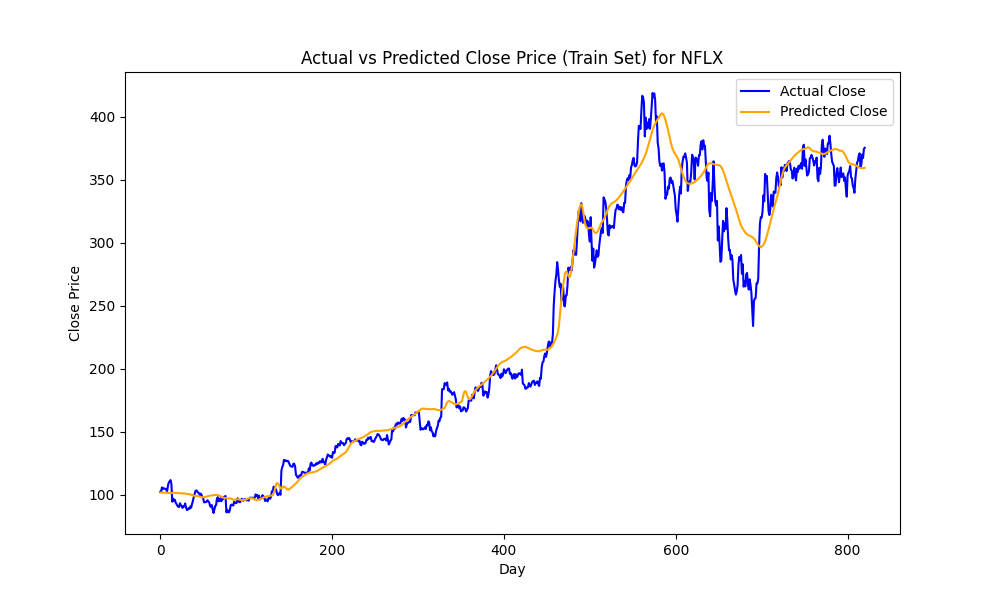 Actual vs Predicted Close Price (Train Set) for NFLX
Actual Close
Predicted Close
400
350
300
250
200
150
100
Close Price
0 200 400 600 800
Day